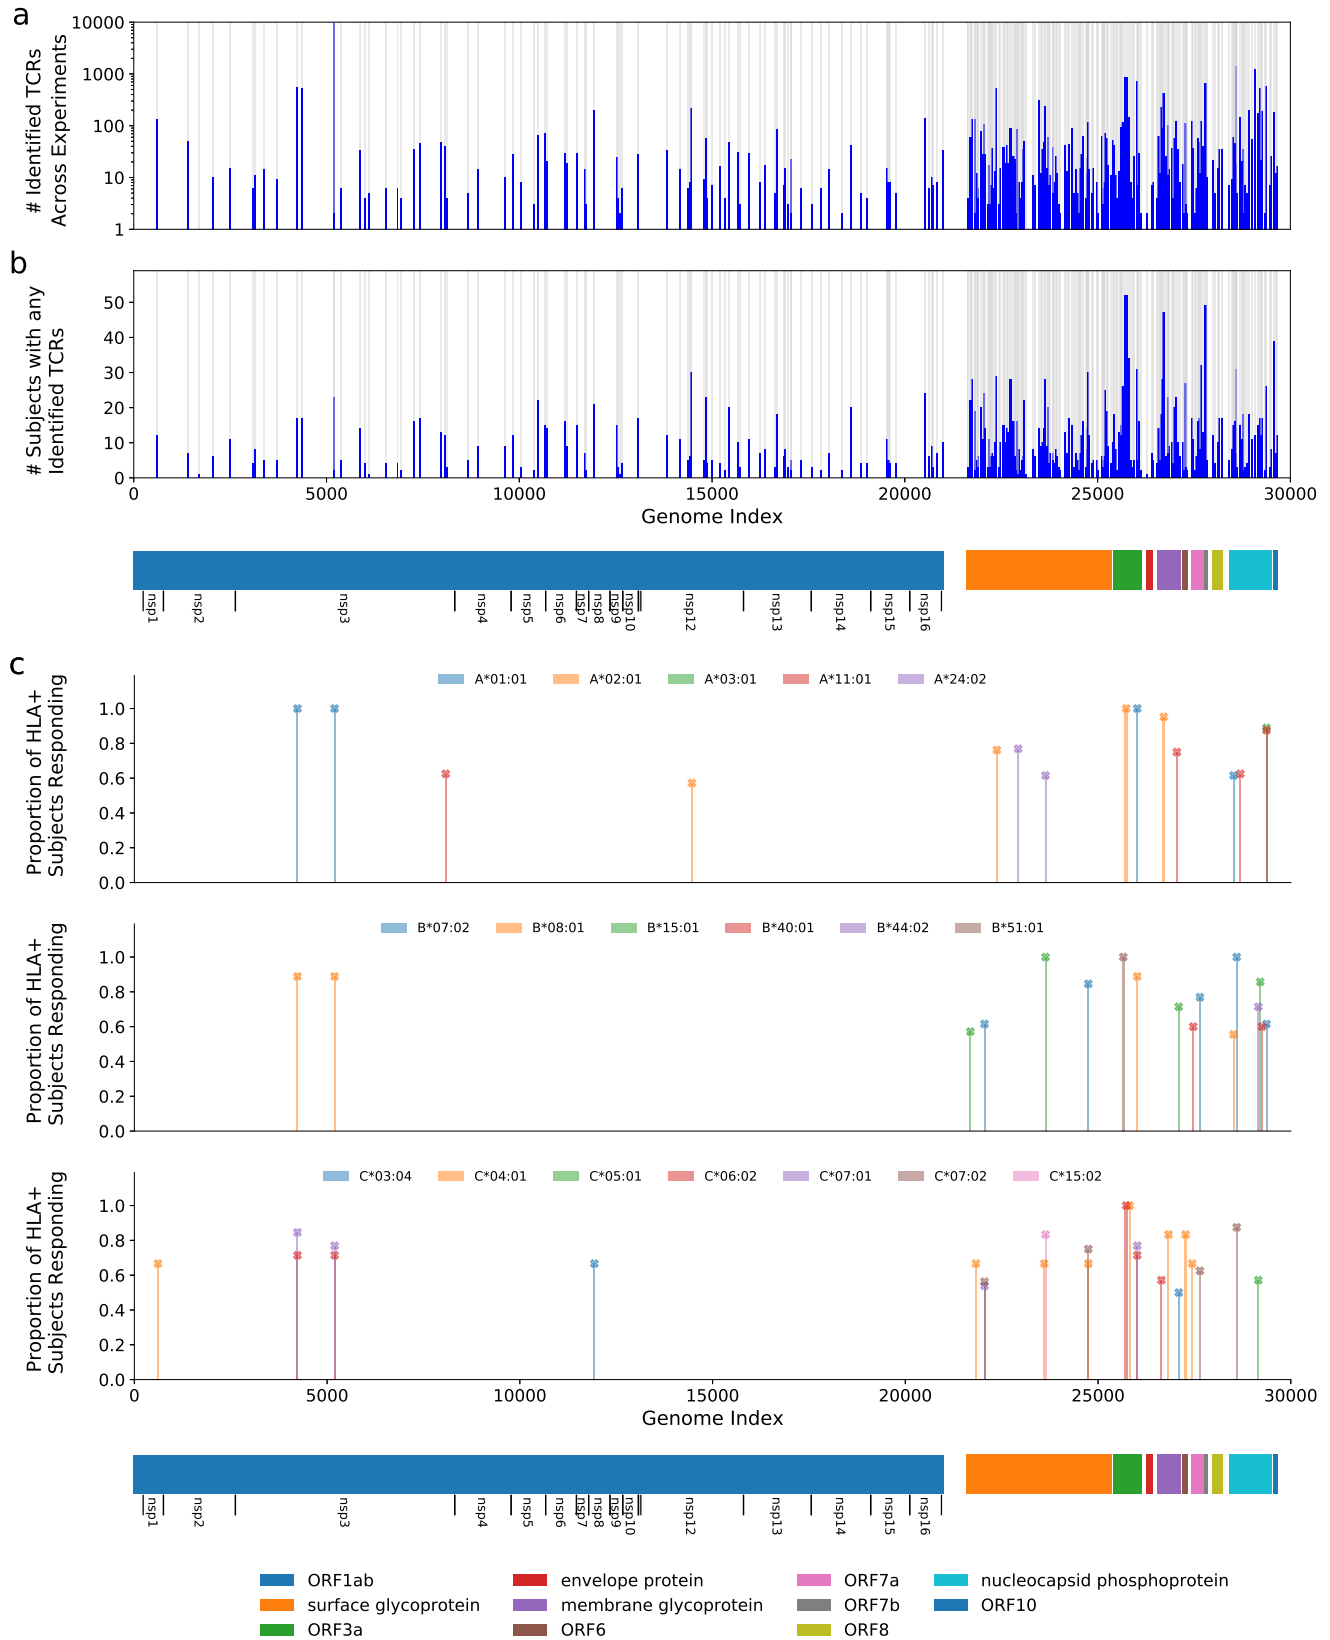 a
# Identified TCRs
Across Experiments
10000
1000
100
10
1
b
# Subjects with any
Identified TCRs
50
40
30
20
10
0
0 5000 10000 15000 20000 25000 30000
Genome Index
nsp1 nsp2 nsp3 nsp4 nsp5 nsp6 nsp7 nsp8 nsp9 nsp10 nsp12 nsp13 nsp14 nsp15 nsp16
c
A*01:01 A*02:01 A*03:01 A*11:01 A*24:02
Proportion of HLA+
Subjects Responding
1.0
0.8
0.6
0.4
0.2
0.0
B*07:02 B*08:01 B*15:01 B*40:01 B*44:02 B*51:01
Proportion of HLA+
Subjects Responding
1.0
0.8
0.6
0.4
0.2
0.0
C*03:04 C*04:01 C*05:01 C*06:02 C*07:01 C*07:02 C*15:02
Proportion of HLA+
Subjects Responding
1.0
0.8
0.6
0.4
0.2
0.0
0 5000 10000 15000 20000 25000 30000
Genome Index
nsp1 nsp2 nsp3 nsp4 nsp5 nsp6 nsp7 nsp8 nsp9 nsp10 nsp12 nsp13 nsp14 nsp15 nsp16
ORF1ab envelope protein ORF7a nucleocapsid phosphoprotein
surface glycoprotein membrane glycoprotein ORF7b ORF10
ORF3a ORF6 ORF8